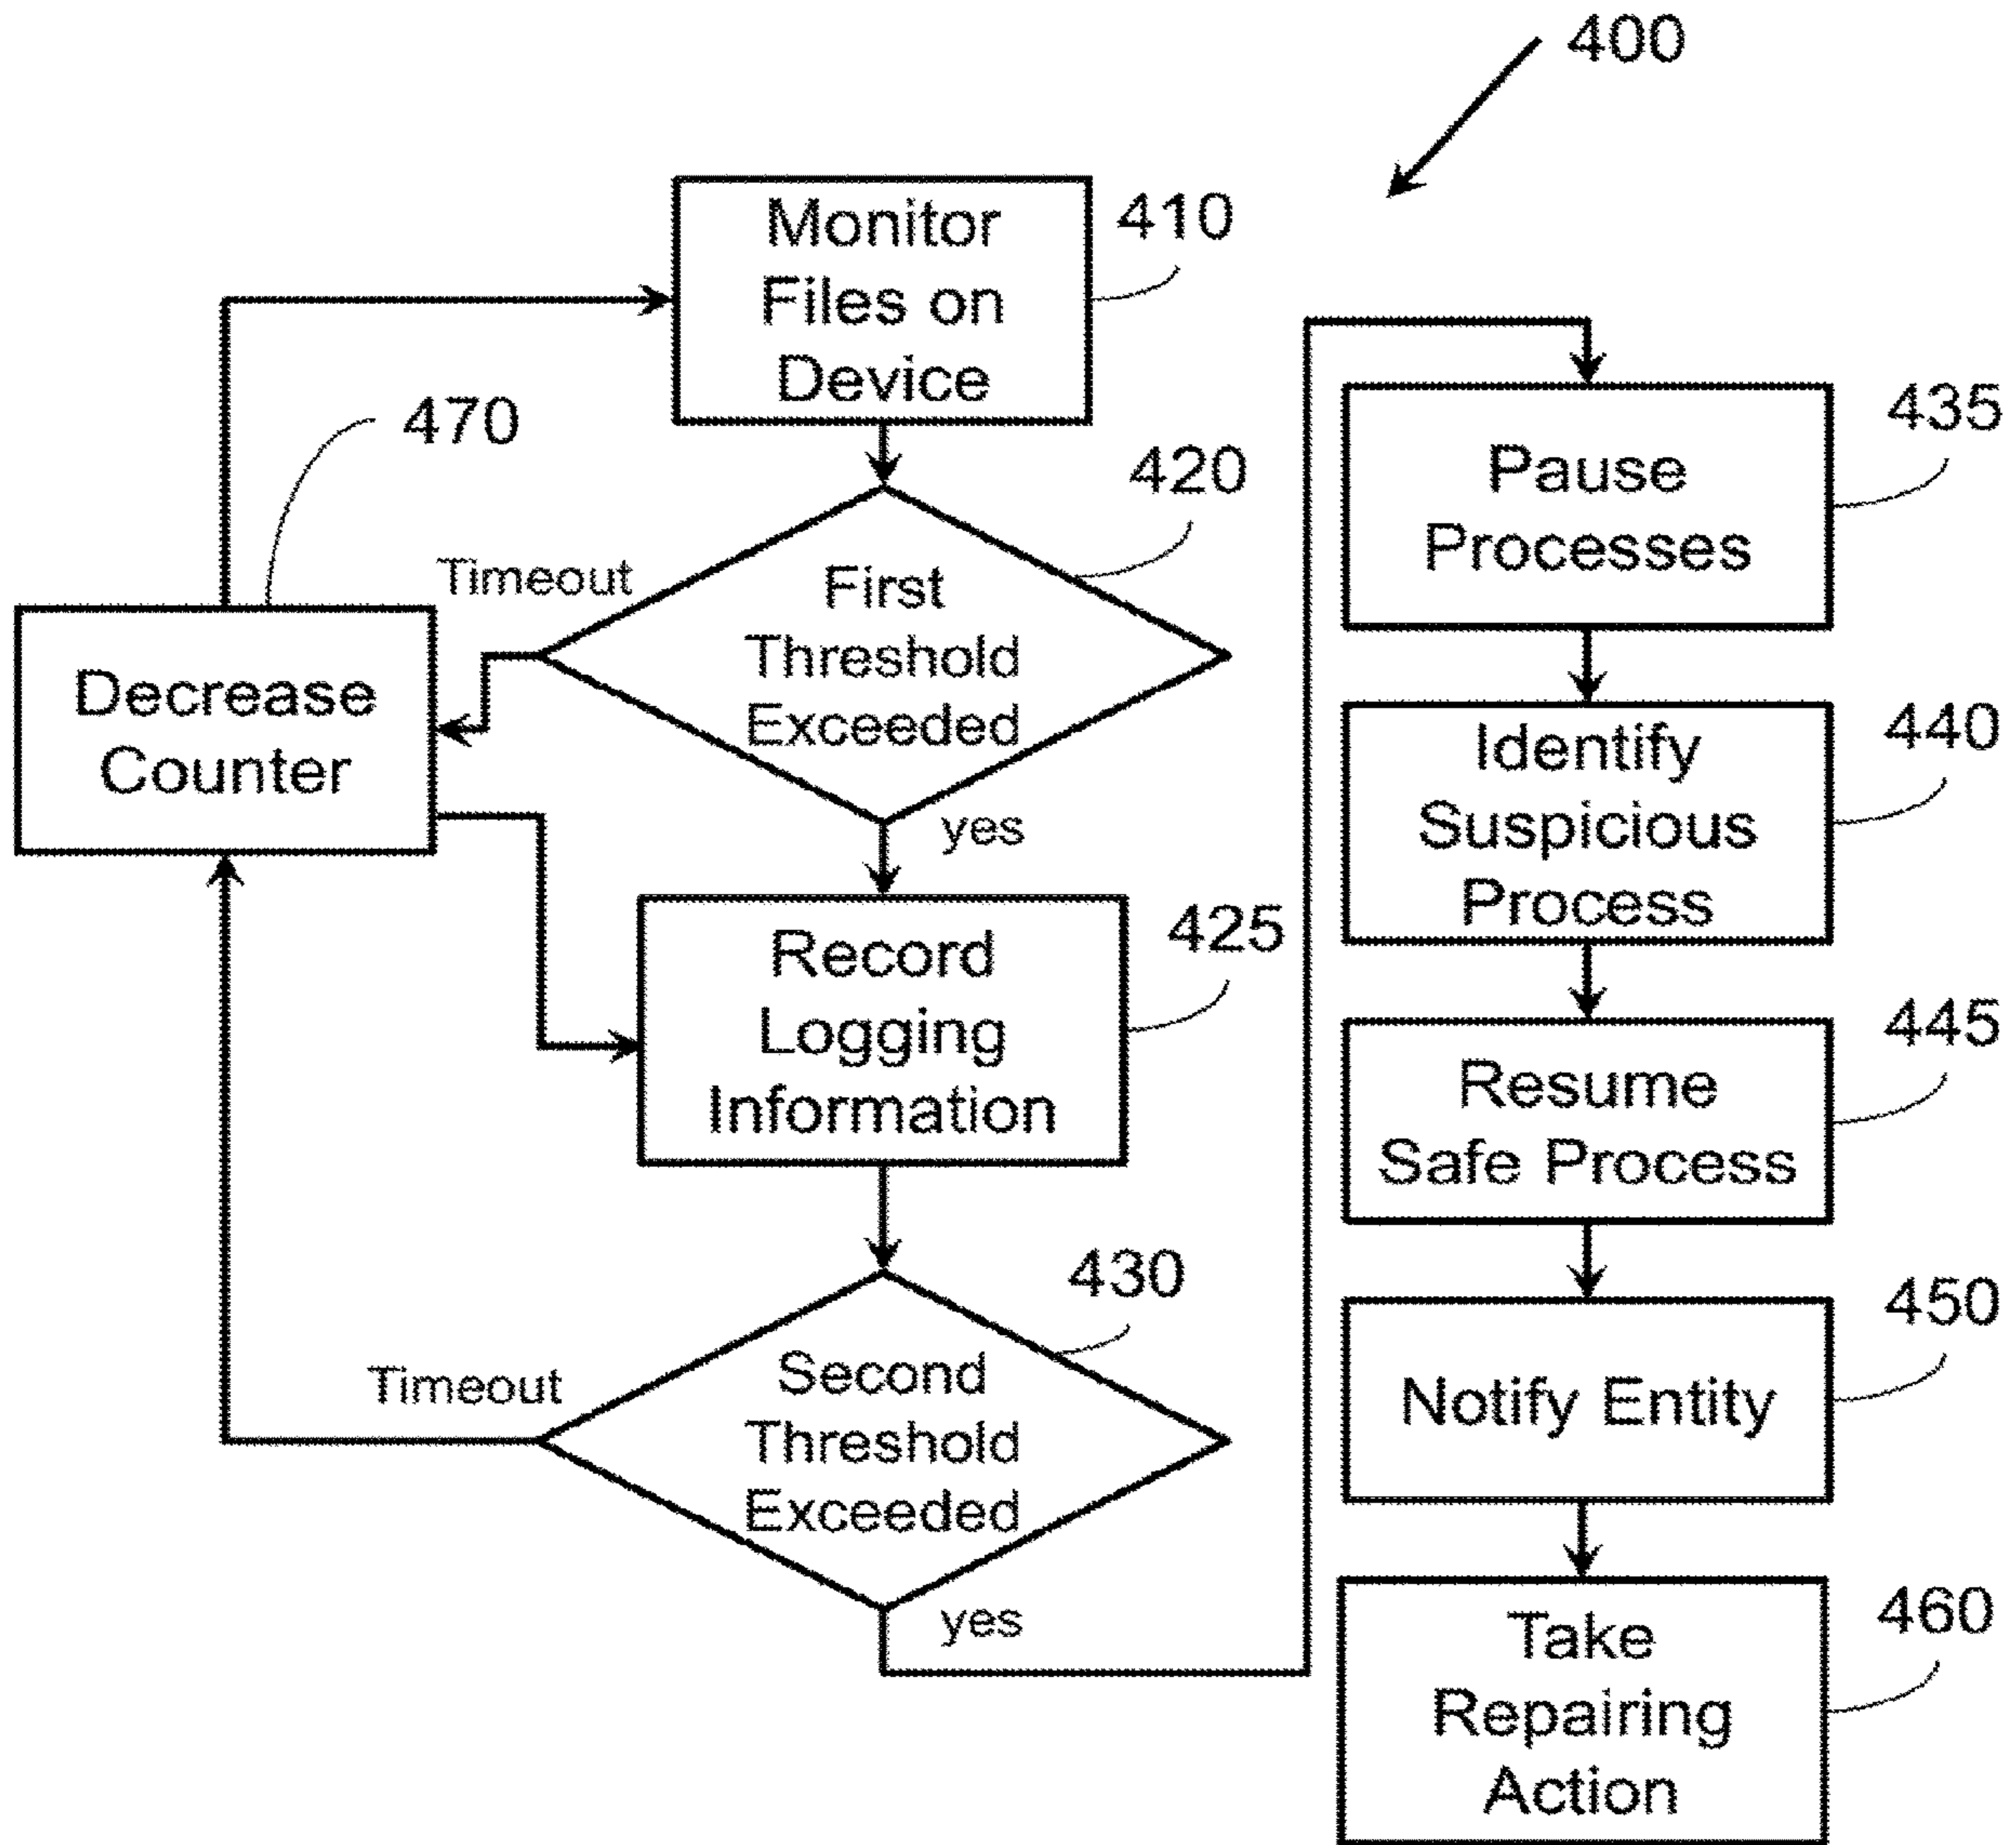 400
Monitor
Files on
Device
410
470
420
Timeout
First
Threshold
Exceeded
yes
Decrease
Counter
Record
Logging
Information
425
430
Timeout
Second
Threshold
Exceeded
yes
Pause
Processes
435
Identify
Suspicious
Process
440
Resume
Safe Process
445
Notify Entity
450
Take
Repairing
Action
460